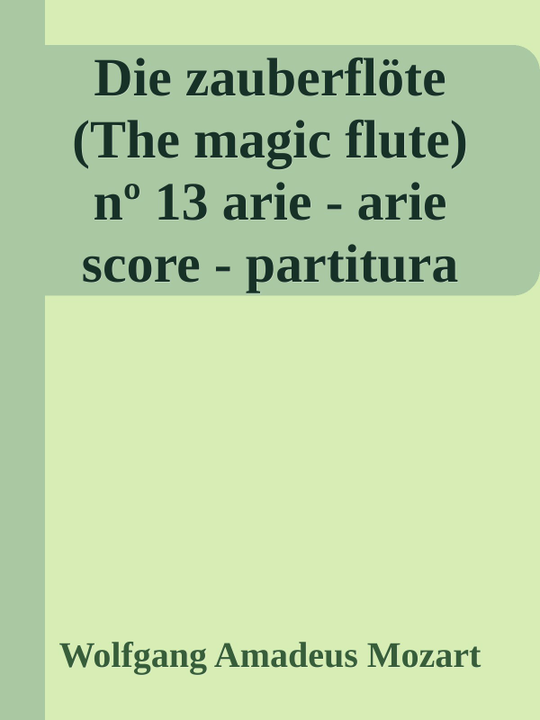 Die zauberflöte
(The magic flute)
nº 13 arie - arie
score - partitura
Wolfgang Amadeus Mozart